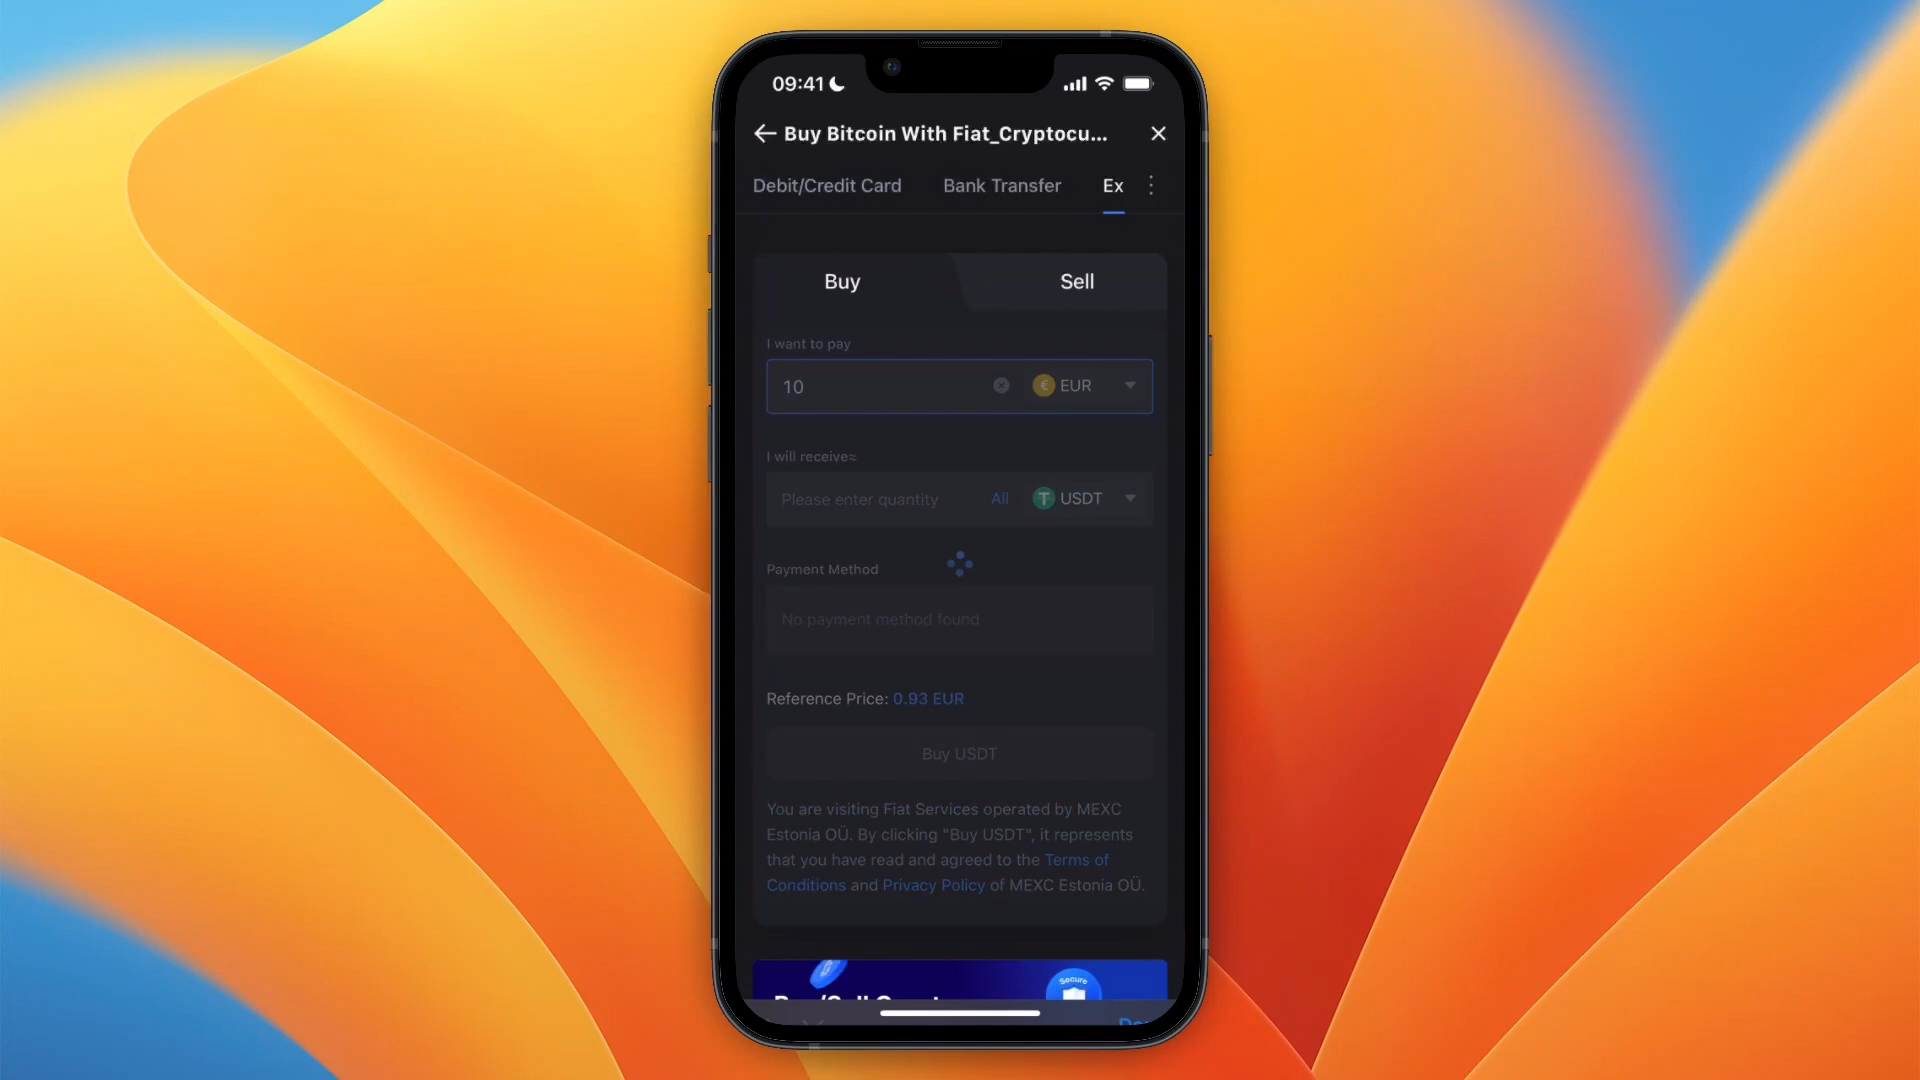 09:41
Buy Bitcoin With Fiat_Cryptocu...
Debit/Credit Card Bank Transfer Ex
Buy Sell
I want to pay
10 € EUR
I will receive≈
Please enter quantity All USDT
Payment Method
No payment method found
Reference Price: 0.93 EUR
Buy USDT
You are visiting Fiat Services operated by MEXC
Estonia OÜ. By clicking "Buy USDT", it represents
that you have read and agreed to the Terms of
Conditions and Privacy Policy of MEXC Estonia OÜ.
Secure